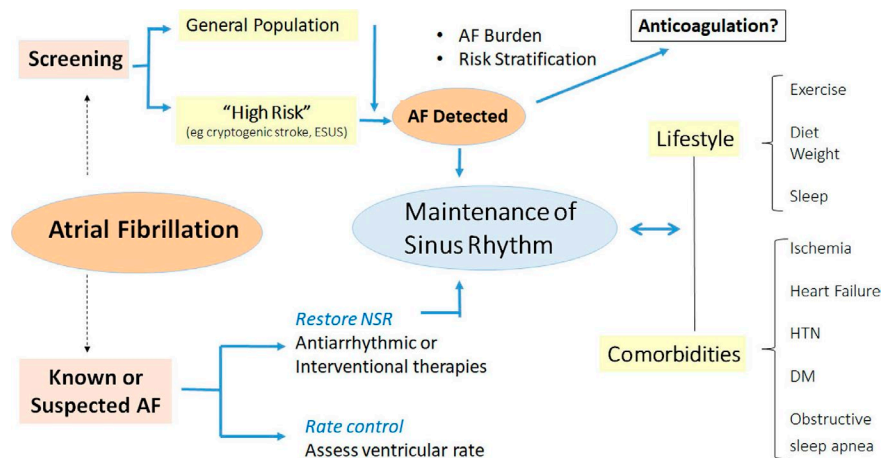 General Population
Screening
“High Risk”
(eg cryptogenic stroke, ESUS)
• AF Burden
• Risk Stratification
Anticoagulation?
AF Detected
Atrial Fibrillation
Maintenance of
Sinus Rhythm
Lifestyle
Exercise
Diet
Weight
Sleep
Comorbidities
Ischemia
Heart Failure
HTN
DM
Obstructive
sleep apnea
Known or
Suspected AF
Restore NSR
Antiarrhythmic or
Interventional therapies
Rate control
Assess ventricular rate